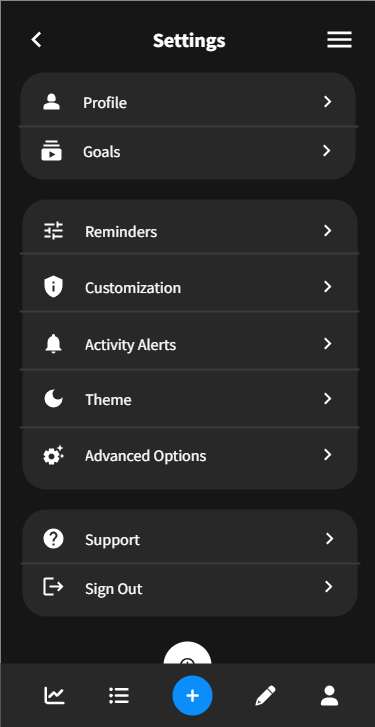 Settings
Profile
Goals
Reminders
Customization
Activity Alerts
Theme
Advanced Options
Support
Sign Out